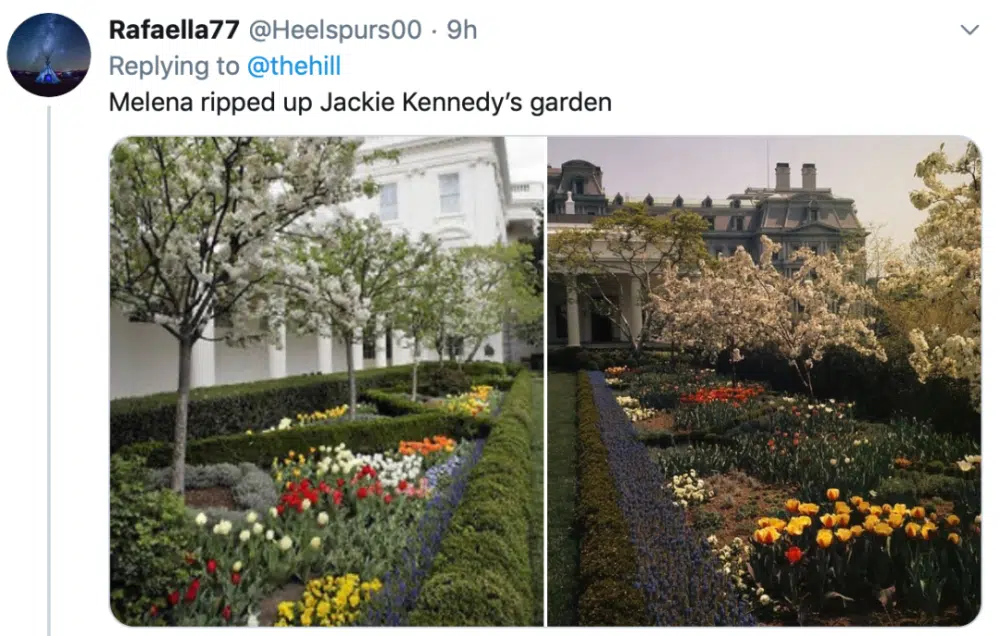 Rafaella77 @Heelspurs00 · 9h
Replying to @thehill
Melena ripped up Jackie Kennedy’s garden